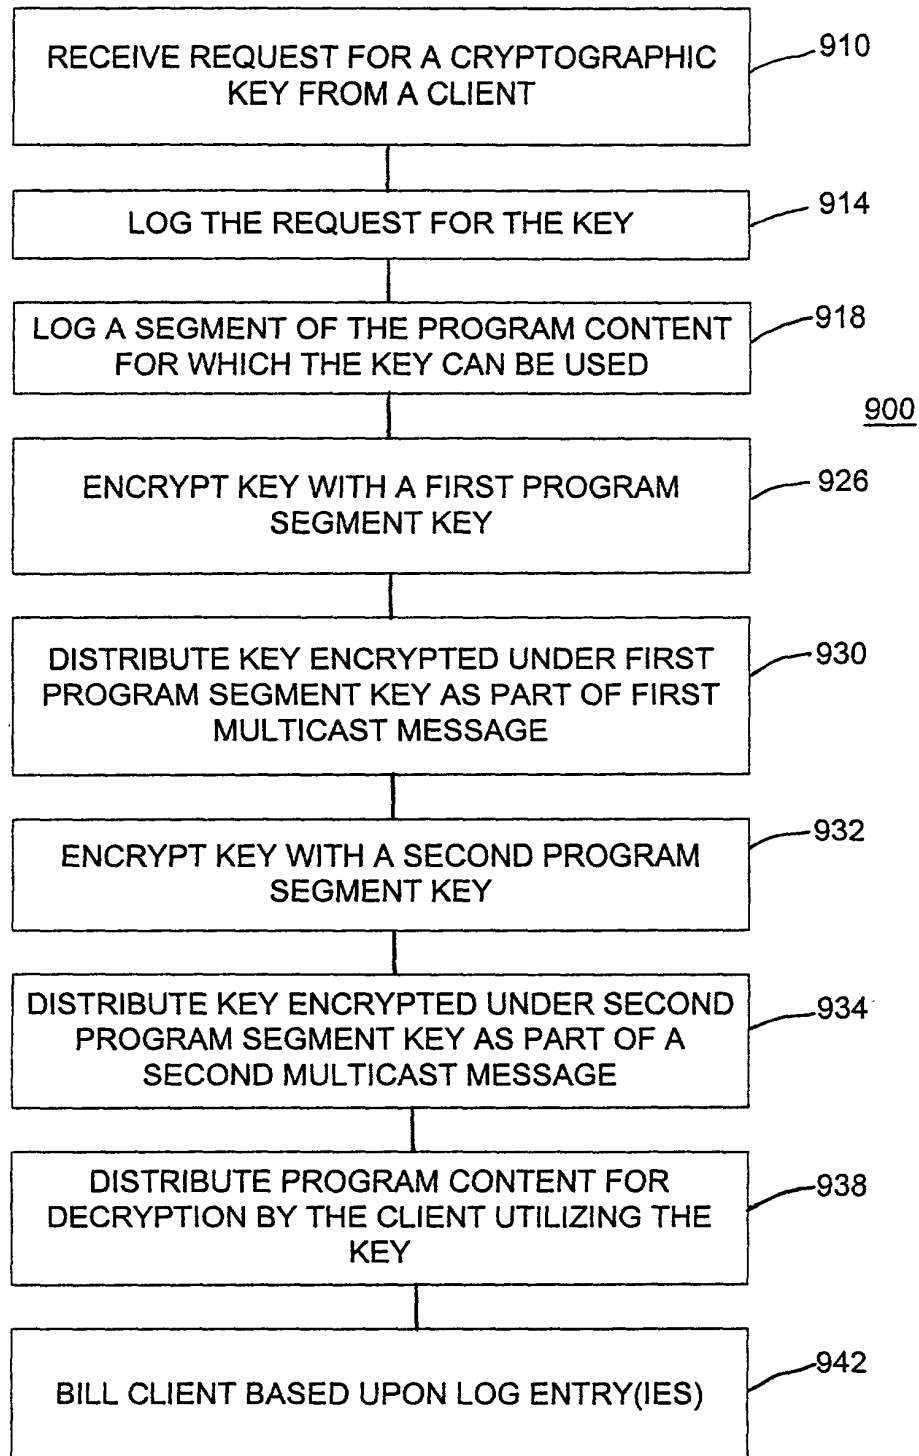 RECEIVE REQUEST FOR A CRYPTOGRAPHIC
KEY FROM A CLIENT
910
LOG THE REQUEST FOR THE KEY
914
LOG A SEGMENT OF THE PROGRAM CONTENT
FOR WHICH THE KEY CAN BE USED
918
900
ENCRYPT KEY WITH A FIRST PROGRAM
SEGMENT KEY
926
DISTRIBUTE KEY ENCRYPTED UNDER FIRST
PROGRAM SEGMENT KEY AS PART OF FIRST
MULTICAST MESSAGE
930
ENCRYPT KEY WITH A SECOND PROGRAM
SEGMENT KEY
932
DISTRIBUTE KEY ENCRYPTED UNDER SECOND
PROGRAM SEGMENT KEY AS PART OF A
SECOND MULTICAST MESSAGE
934
DISTRIBUTE PROGRAM CONTENT FOR
DECRYPTION BY THE CLIENT UTILIZING THE
KEY
938
BILL CLIENT BASED UPON LOG ENTRY(IES)
942